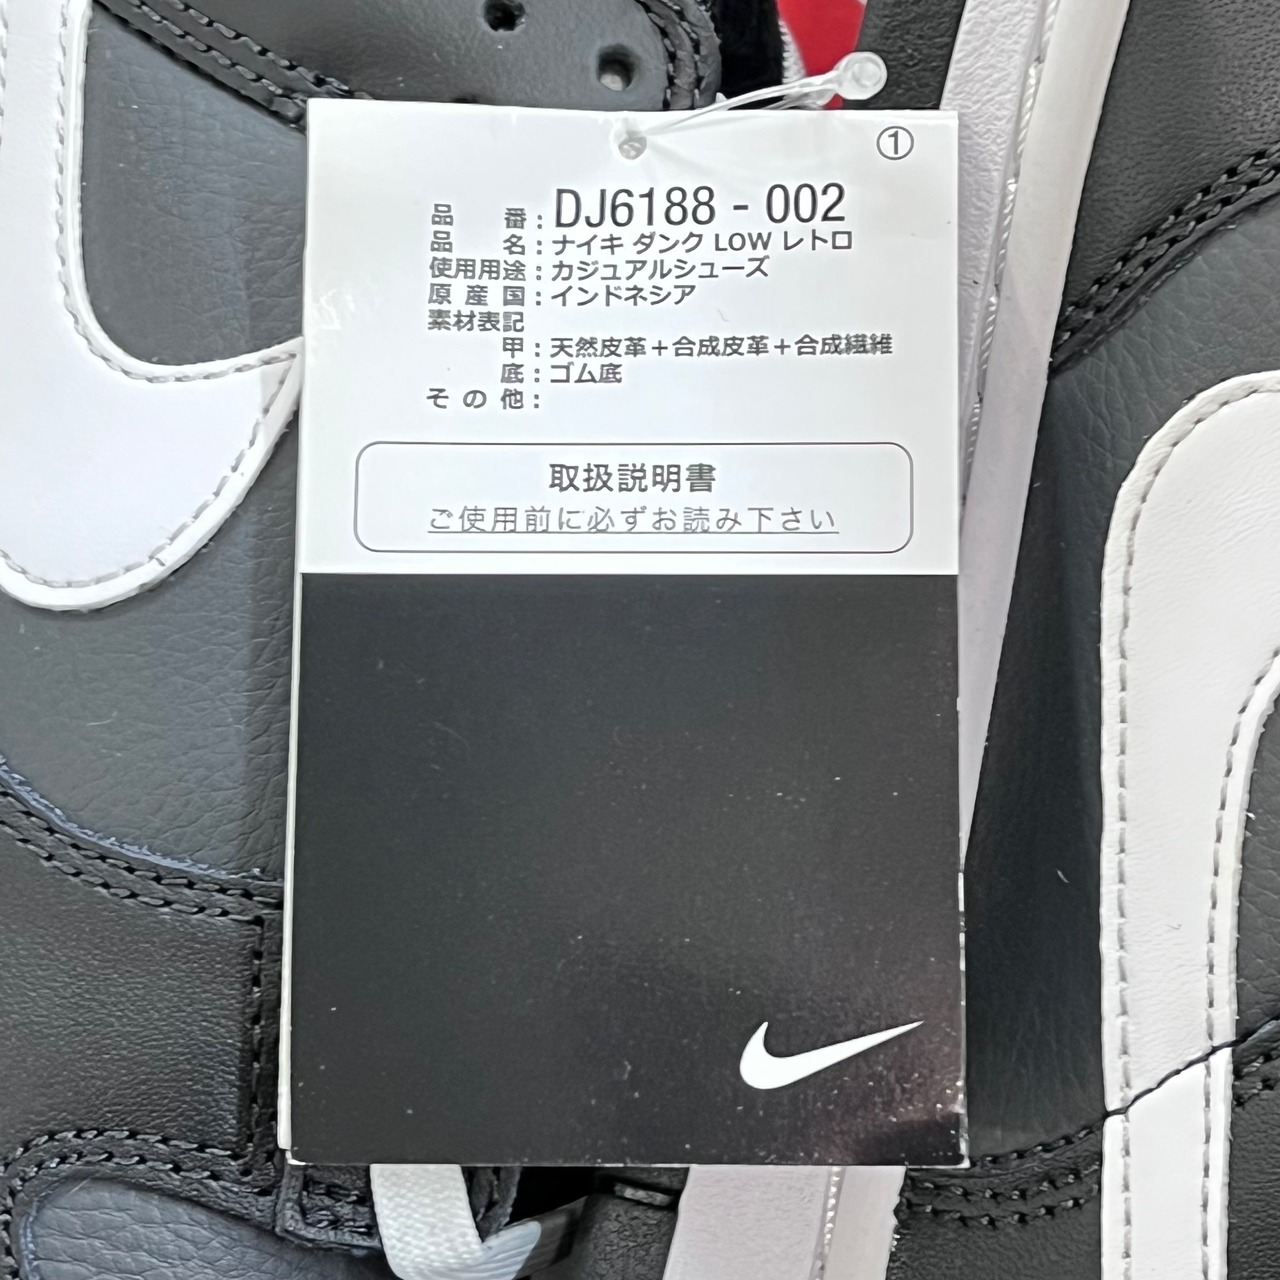 ①
品番：DJ6188 - 002
品名：ナイキ ダンク LOW レトロ
使用用途：カジュアルシューズ
原産国：インドネシア
素材表記
甲：天然皮革＋合成皮革＋合成繊維
底：ゴム底
その他：
取扱説明書
ご使用前に必ずお読み下さい